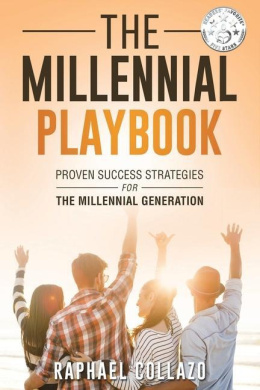 THE
MILLENNIAL
PLAYBOOK
PROVEN SUCCESS STRATEGIES
FOR
THE MILLENNIAL GENERATION
RAPHAEL COLLAZO